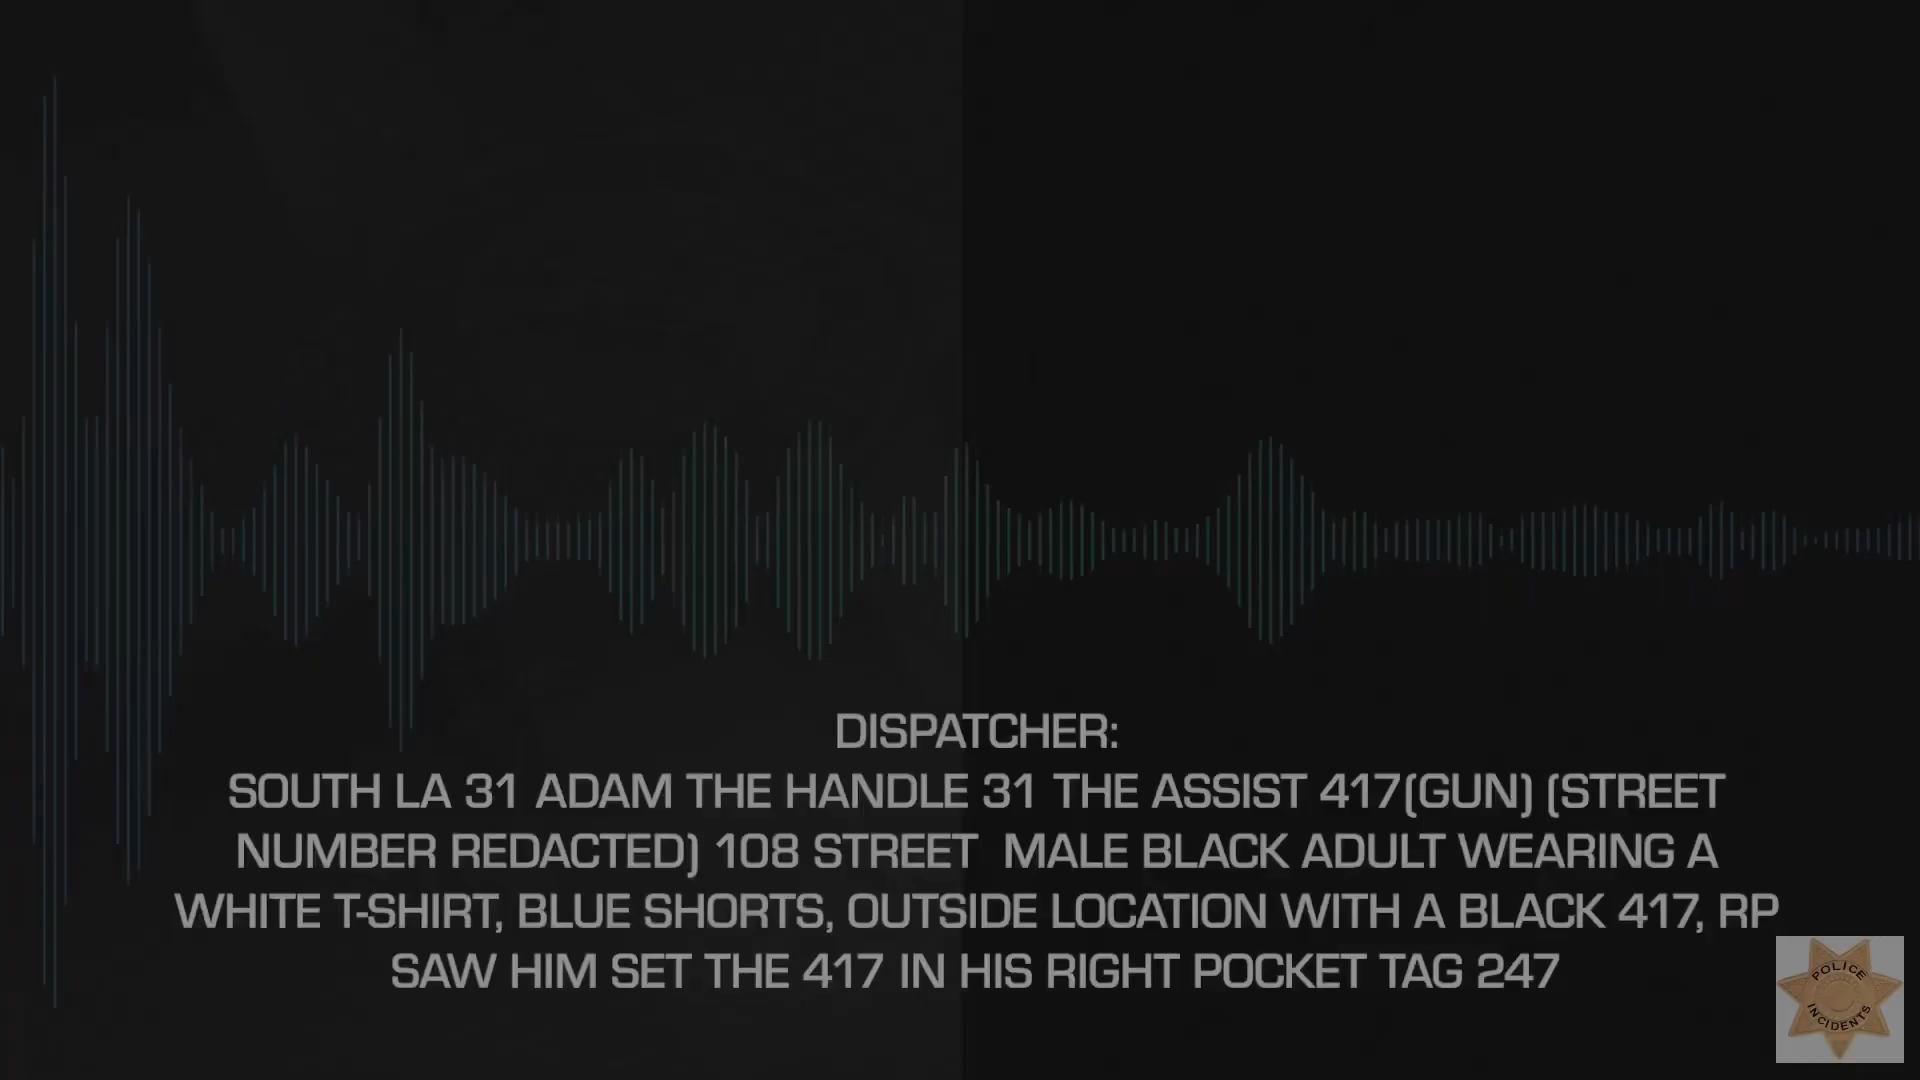 DISPATCHER:
SOUTH LA 31 ADAM THE HANDLE 31 THE ASSIST 417(GUN) (STREET
NUMBER REDACTED) 108 STREET MALE BLACK ADULT WEARING A
WHITE T-SHIRT, BLUE SHORTS, OUTSIDE LOCATION WITH A BLACK 417, RP
SAW HIM SET THE 417 IN HIS RIGHT POCKET TAG 247
POLICE
INCIDENTS